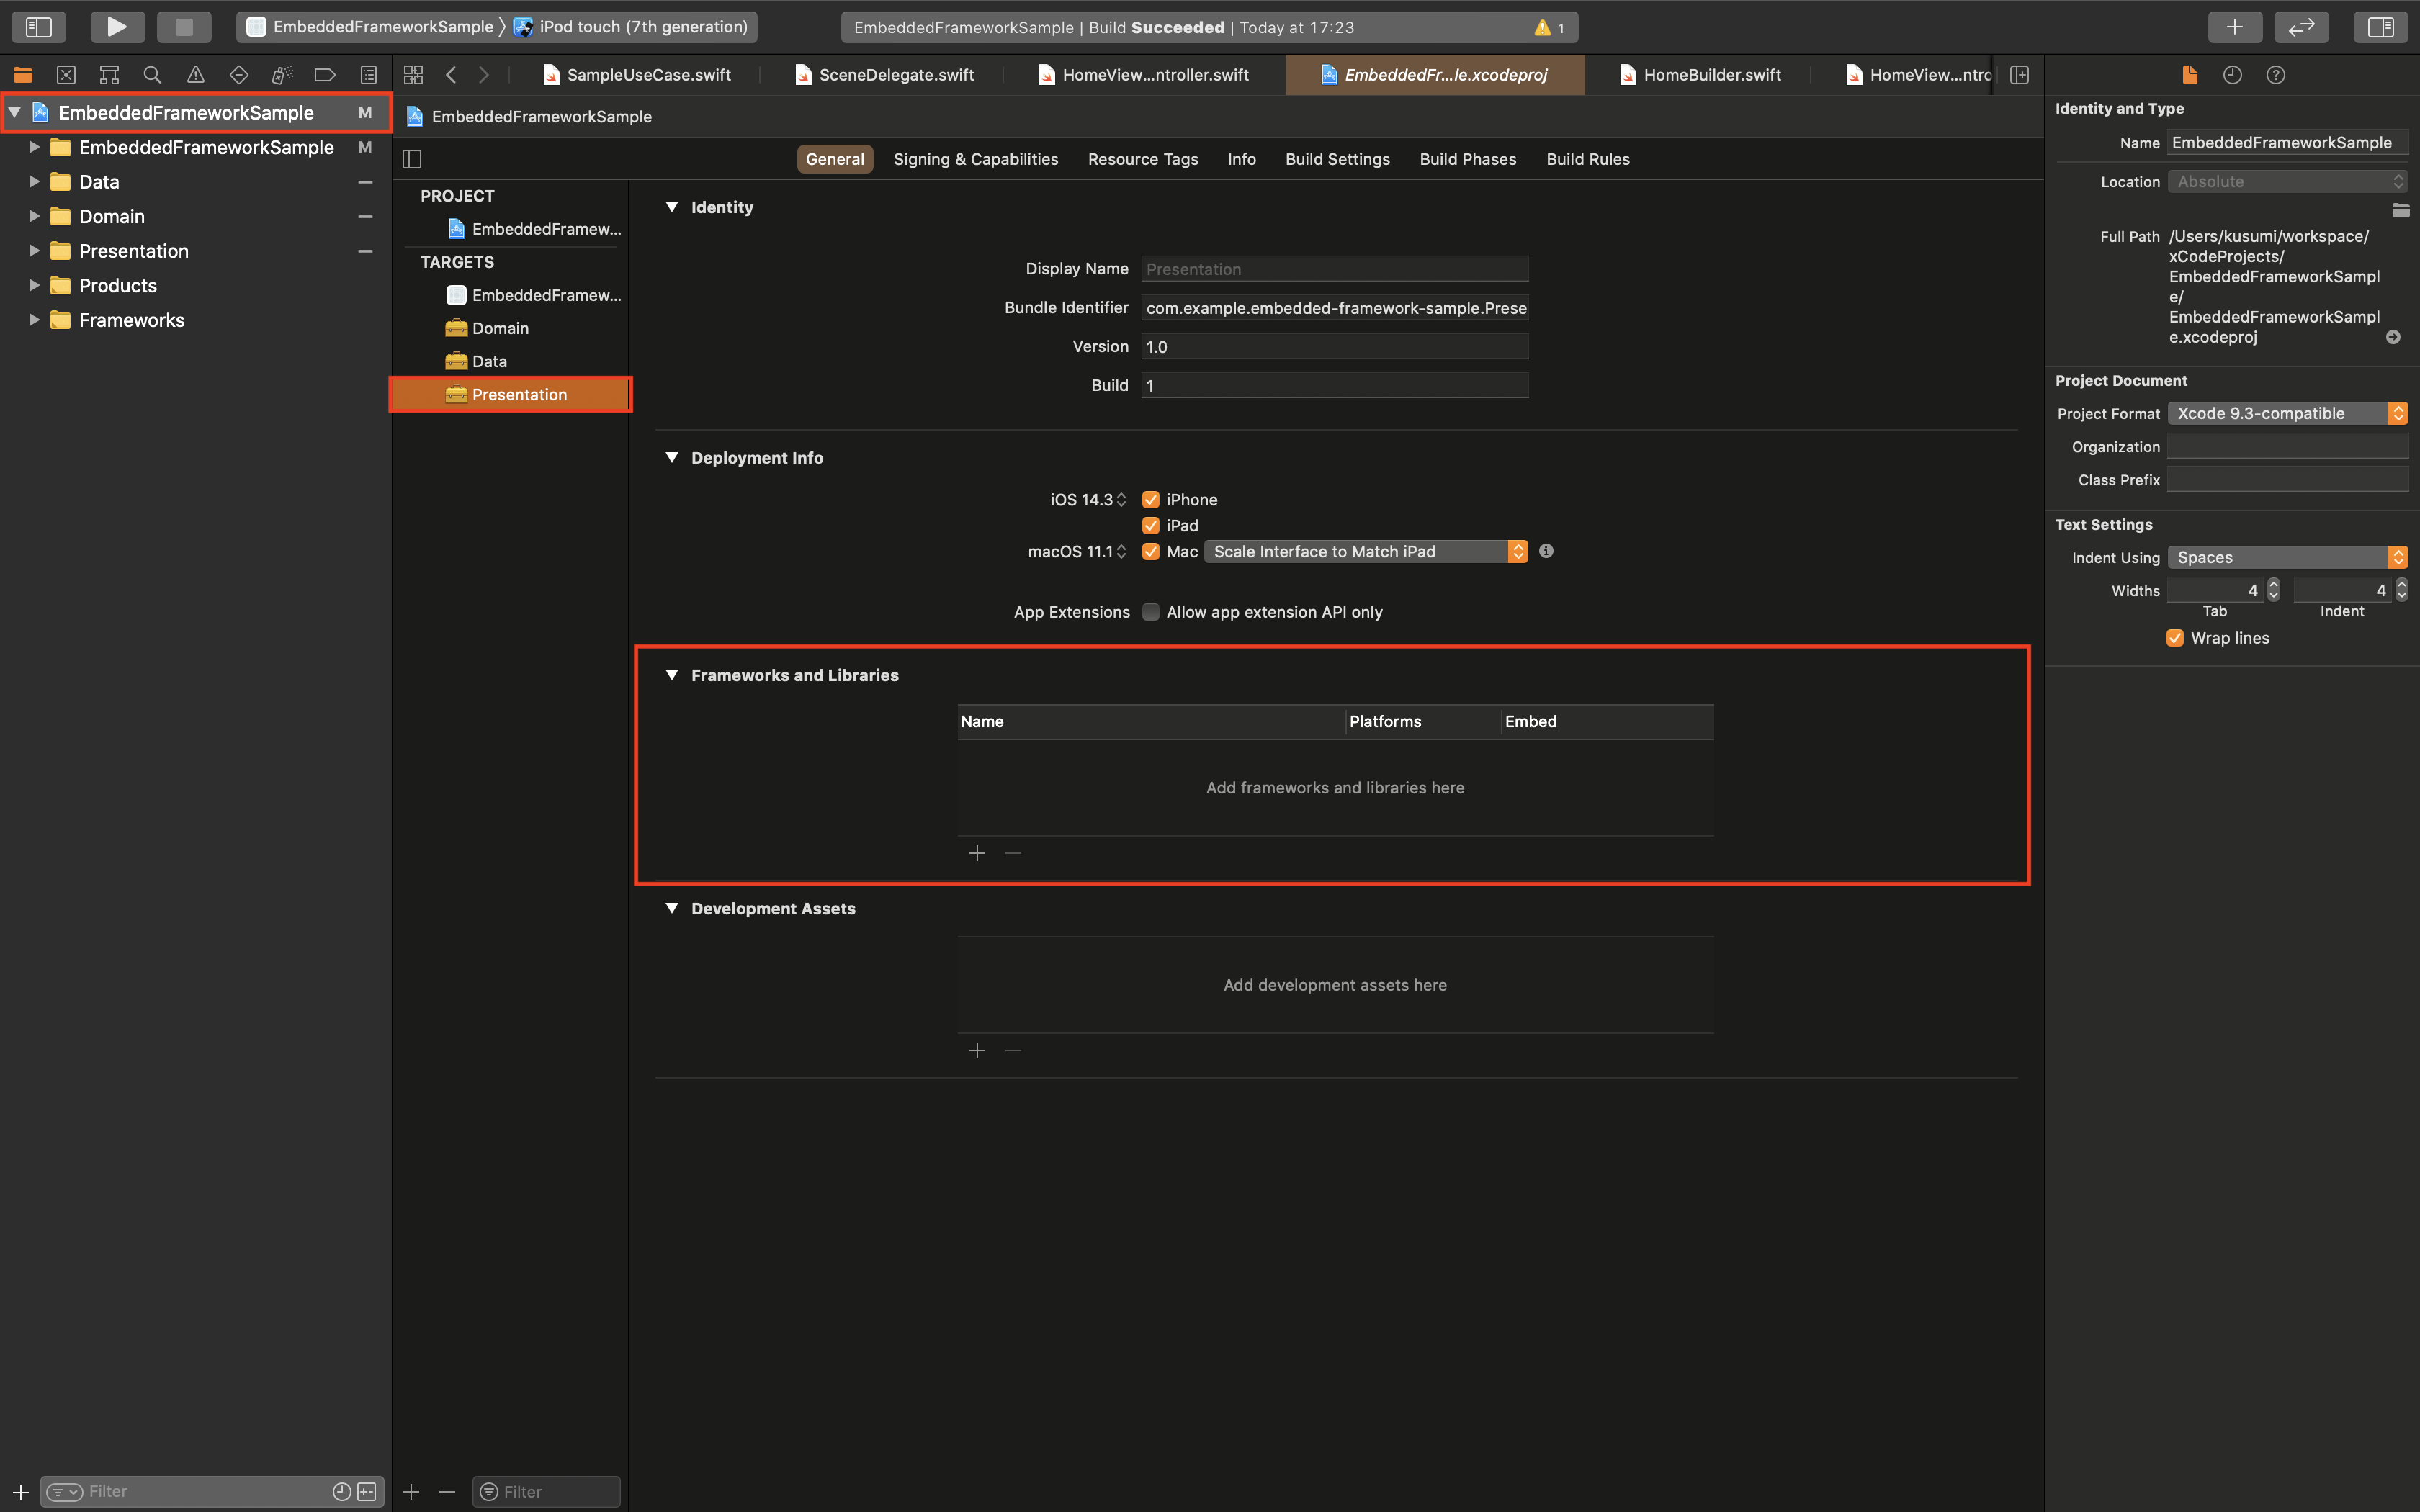 EmbeddedFrameworkSample 〉 iPod touch (7th generation)
EmbeddedFrameworkSample | Build Succeeded | Today at 17:23
1
SampleUseCase.swift
SceneDelegate.swift
HomeView...ntroller.swift
EmbeddedFr...le.xcodeproj
HomeBuilder.swift
HomeView...ntro
EmbeddedFrameworkSample M
EmbeddedFrameworkSample M
Data
Domain
Presentation
Products
Frameworks
Filter
EmbeddedFrameworkSample
General Signing & Capabilities Resource Tags Info Build Settings Build Phases Build Rules
PROJECT
EmbeddedFramew...
TARGETS
EmbeddedFramew...
Domain
Data
Presentation
Filter
Identity
Display Name Presentation
Bundle Identifier com.example.embedded-framework-sample.Prese
Version 1.0
Build 1
Deployment Info
iOS 14.3 iPhone
iPad
macOS 11.1 Mac Scale Interface to Match iPad
App Extensions Allow app extension API only
Frameworks and Libraries
Name Platforms Embed
Add frameworks and libraries here
Development Assets
Add development assets here
Identity and Type
Name EmbeddedFrameworkSample
Location Absolute
Full Path /Users/kusumi/workspace/
xCodeProjects/
EmbeddedFrameworkSampl
e/
EmbeddedFrameworkSampl
e.xcodeproj
Project Document
Project Format Xcode 9.3-compatible
Organization
Class Prefix
Text Settings
Indent Using Spaces
Widths 4 4
Tab Indent
Wrap lines